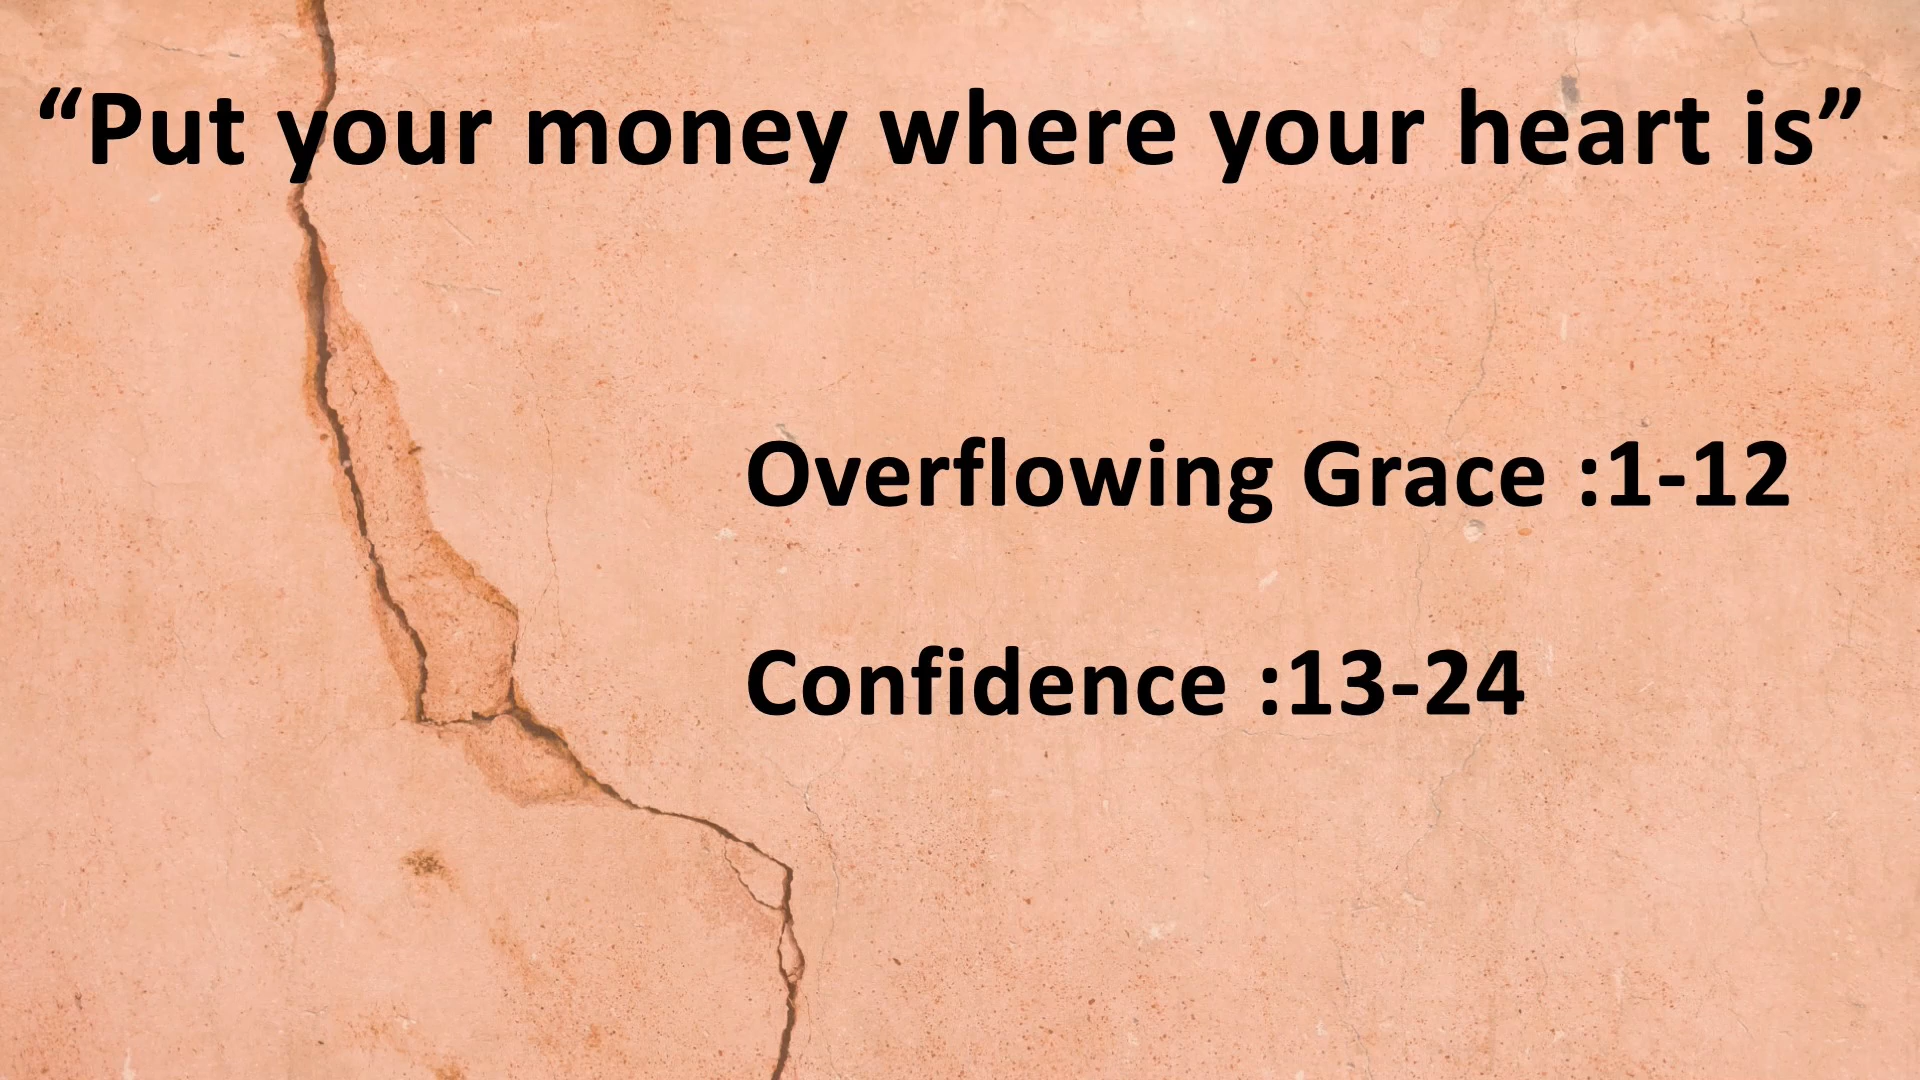 “Put your money where your heart is”
Overflowing Grace :1-12
Confidence :13-24